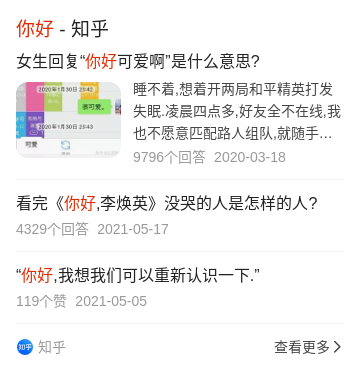 你好 - 知乎
女生回复“你好可爱啊”是什么意思?
2020年1月30日 23:42
兽可爱。
2020年1月30日 23:43
可爱
睡不着,想着开两局和平精英打发
失眠.凌晨四点多,好友全不在线,我
也不愿意匹配路人组队,就随手…
9796个回答 2020-03-18
看完《你好,李焕英》没哭的人是怎样的人?
4329个回答 2021-05-17
“你好,我想我们可以重新认识一下.”
119个赞 2021-05-05
知乎 知乎
查看更多